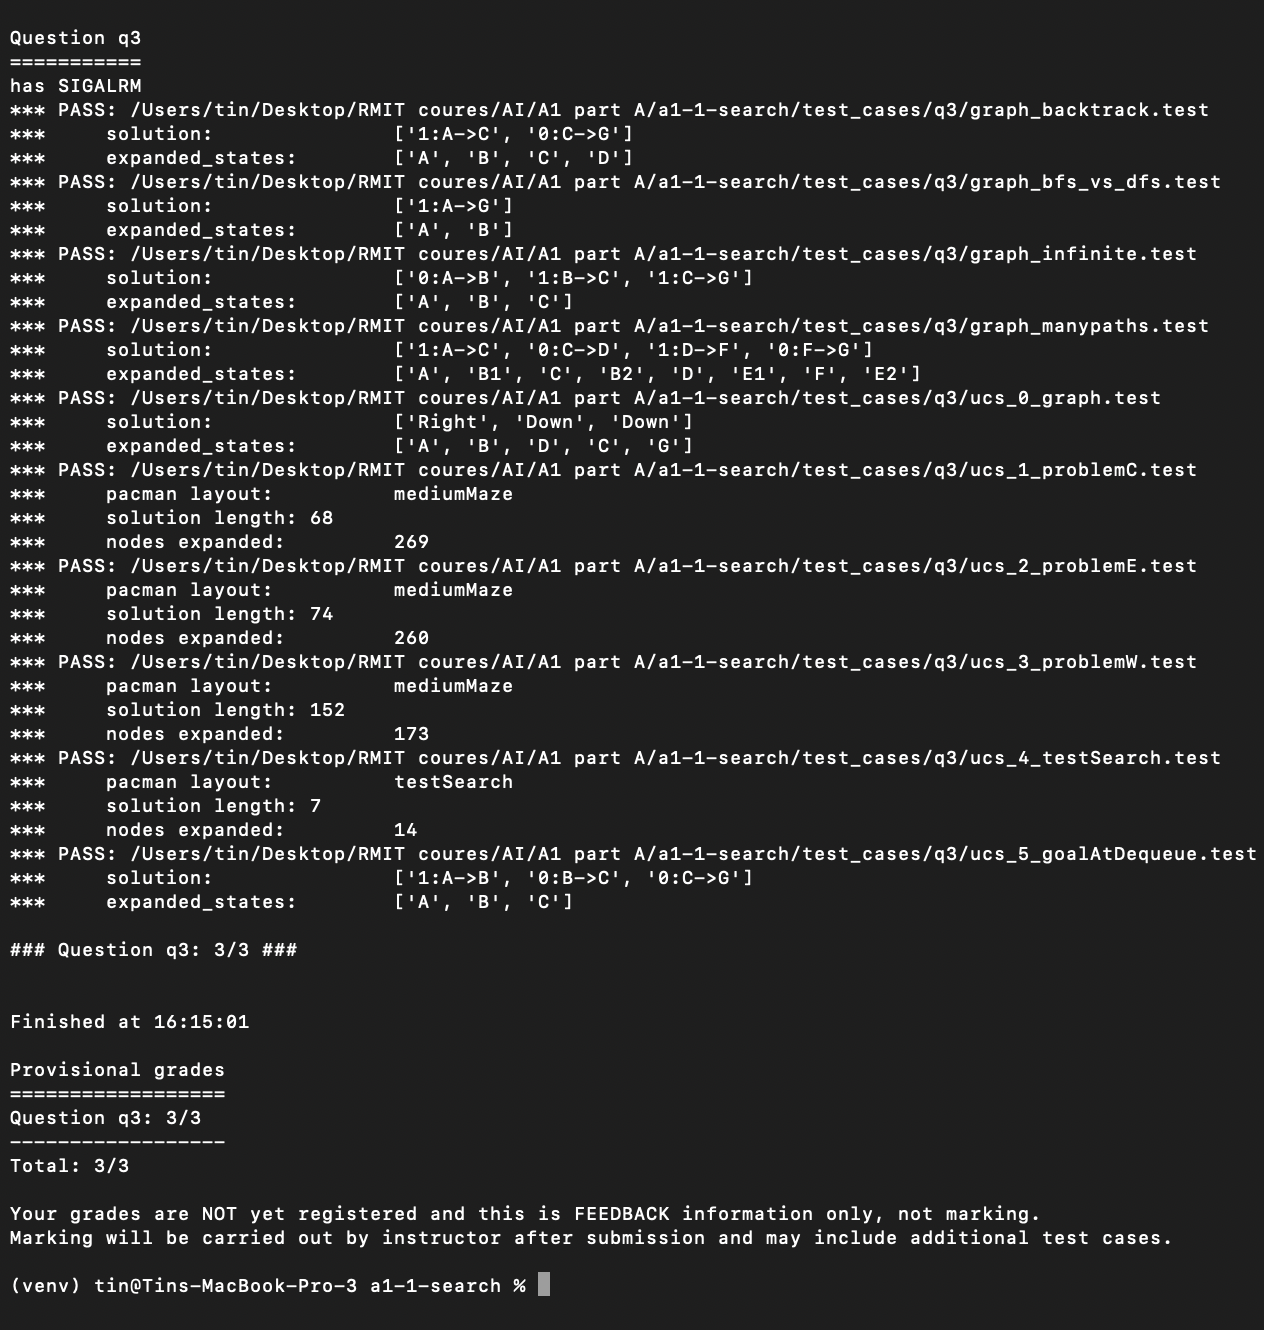 Question q3
===========
has SIGALRM
*** PASS: /Users/tin/Desktop/RMIT coures/AI/A1 part A/a1-1-search/test_cases/q3/graph_backtrack.test
***     solution:               ['1:A->C', '0:C->G']
***     expanded_states:        ['A', 'B', 'C', 'D']
*** PASS: /Users/tin/Desktop/RMIT coures/AI/A1 part A/a1-1-search/test_cases/q3/graph_bfs_vs_dfs.test
***     solution:               ['1:A->G']
***     expanded_states:        ['A', 'B']
*** PASS: /Users/tin/Desktop/RMIT coures/AI/A1 part A/a1-1-search/test_cases/q3/graph_infinite.test
***     solution:               ['0:A->B', '1:B->C', '1:C->G']
***     expanded_states:        ['A', 'B', 'C']
*** PASS: /Users/tin/Desktop/RMIT coures/AI/A1 part A/a1-1-search/test_cases/q3/graph_manypaths.test
***     solution:               ['1:A->C', '0:C->D', '1:D->F', '0:F->G']
***     expanded_states:        ['A', 'B1', 'C', 'B2', 'D', 'E1', 'F', 'E2']
*** PASS: /Users/tin/Desktop/RMIT coures/AI/A1 part A/a1-1-search/test_cases/q3/ucs_0_graph.test
***     solution:               ['Right', 'Down', 'Down']
***     expanded_states:        ['A', 'B', 'D', 'C', 'G']
*** PASS: /Users/tin/Desktop/RMIT coures/AI/A1 part A/a1-1-search/test_cases/q3/ucs_1_problemC.test
***     pacman layout:          mediumMaze
***     solution length: 68
***     nodes expanded:         269
*** PASS: /Users/tin/Desktop/RMIT coures/AI/A1 part A/a1-1-search/test_cases/q3/ucs_2_problemE.test
***     pacman layout:          mediumMaze
***     solution length: 74
***     nodes expanded:         260
*** PASS: /Users/tin/Desktop/RMIT coures/AI/A1 part A/a1-1-search/test_cases/q3/ucs_3_problemW.test
***     pacman layout:          mediumMaze
***     solution length: 152
***     nodes expanded:         173
*** PASS: /Users/tin/Desktop/RMIT coures/AI/A1 part A/a1-1-search/test_cases/q3/ucs_4_testSearch.test
***     pacman layout:          testSearch
***     solution length: 7
***     nodes expanded:         14
*** PASS: /Users/tin/Desktop/RMIT coures/AI/A1 part A/a1-1-search/test_cases/q3/ucs_5_goalAtDequeue.test
***     solution:               ['1:A->B', '0:B->C', '0:C->G']
***     expanded_states:        ['A', 'B', 'C']

### Question q3: 3/3 ###

Finished at 16:15:01

Provisional grades
==================
Question q3: 3/3
------------------
Total: 3/3

Your grades are NOT yet registered and this is FEEDBACK information only, not marking.
Marking will be carried out by instructor after submission and may include additional test cases.

(venv) tin@Tins-MacBook-Pro-3 a1-1-search %